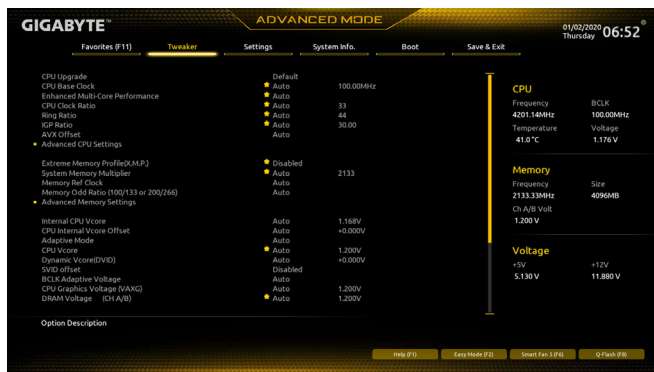 GIGABYTE™
ADVANCED MODE
01/02/2020
Thursday
06:52
Favorites (F11) Tweaker Settings System Info. Boot Save & Exit
CPU Upgrade Default
CPU Base Clock Auto 100.00MHz
Enhanced Multi-Core Performance Auto
CPU Clock Ratio Auto 33
Ring Ratio Auto 44
IGP Ratio Auto 30.00
AVX Offset Auto
Advanced CPU Settings
Extreme Memory Profile(X.M.P.) Disabled
System Memory Multiplier Auto 2133
Memory Ref Clock Auto
Memory Odd Ratio (100/133 or 200/266) Auto
Advanced Memory Settings
Internal CPU Vcore Auto 1.168V
CPU Internal Vcore Offset Auto +0.000V
Adaptive Mode Auto
CPU Vcore Auto 1.200V
Dynamic Vcore(DVID) Auto +0.000V
SVID offset Disabled
BCLK Adaptive Voltage Auto
CPU Graphics Voltage (VAXG) Auto 1.200V
DRAM Voltage (CH A/B) Auto 1.200V
CPU
Frequency BCLK
4201.14MHz 100.00MHz
Temperature Voltage
41.0 °C 1.176 V
Memory
Frequency Size
2133.33MHz 4096MB
Ch A/B Volt
1.200 V
Voltage
+5V +12V
5.130 V 11.880 V
Option Description
Help (F1) Easy Mode (F2) Smart Fan 5 (F6) Q-Flash (F8)